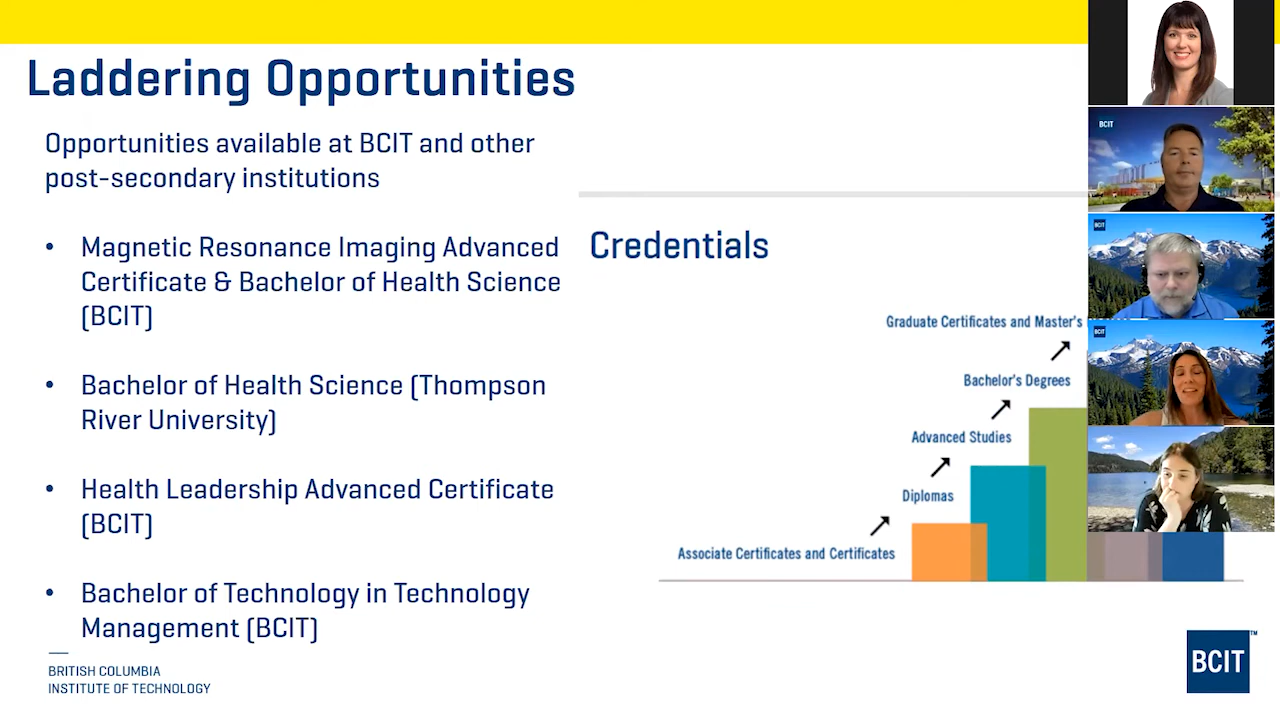 Laddering Opportunities
Opportunities available at BCIT and other
post-secondary institutions
• Magnetic Resonance Imaging Advanced
Certificate & Bachelor of Health Science
(BCIT)
• Bachelor of Health Science (Thompson
River University)
• Health Leadership Advanced Certificate
(BCIT)
• Bachelor of Technology in Technology
Management (BCIT)
BRITISH COLUMBIA
INSTITUTE OF TECHNOLOGY
Credentials
Graduate Certificates and Master's
Bachelor's Degrees
Advanced Studies
Diplomas
Associate Certificates and Certificates
BCIT
BCIT
BCIT
BCIT™